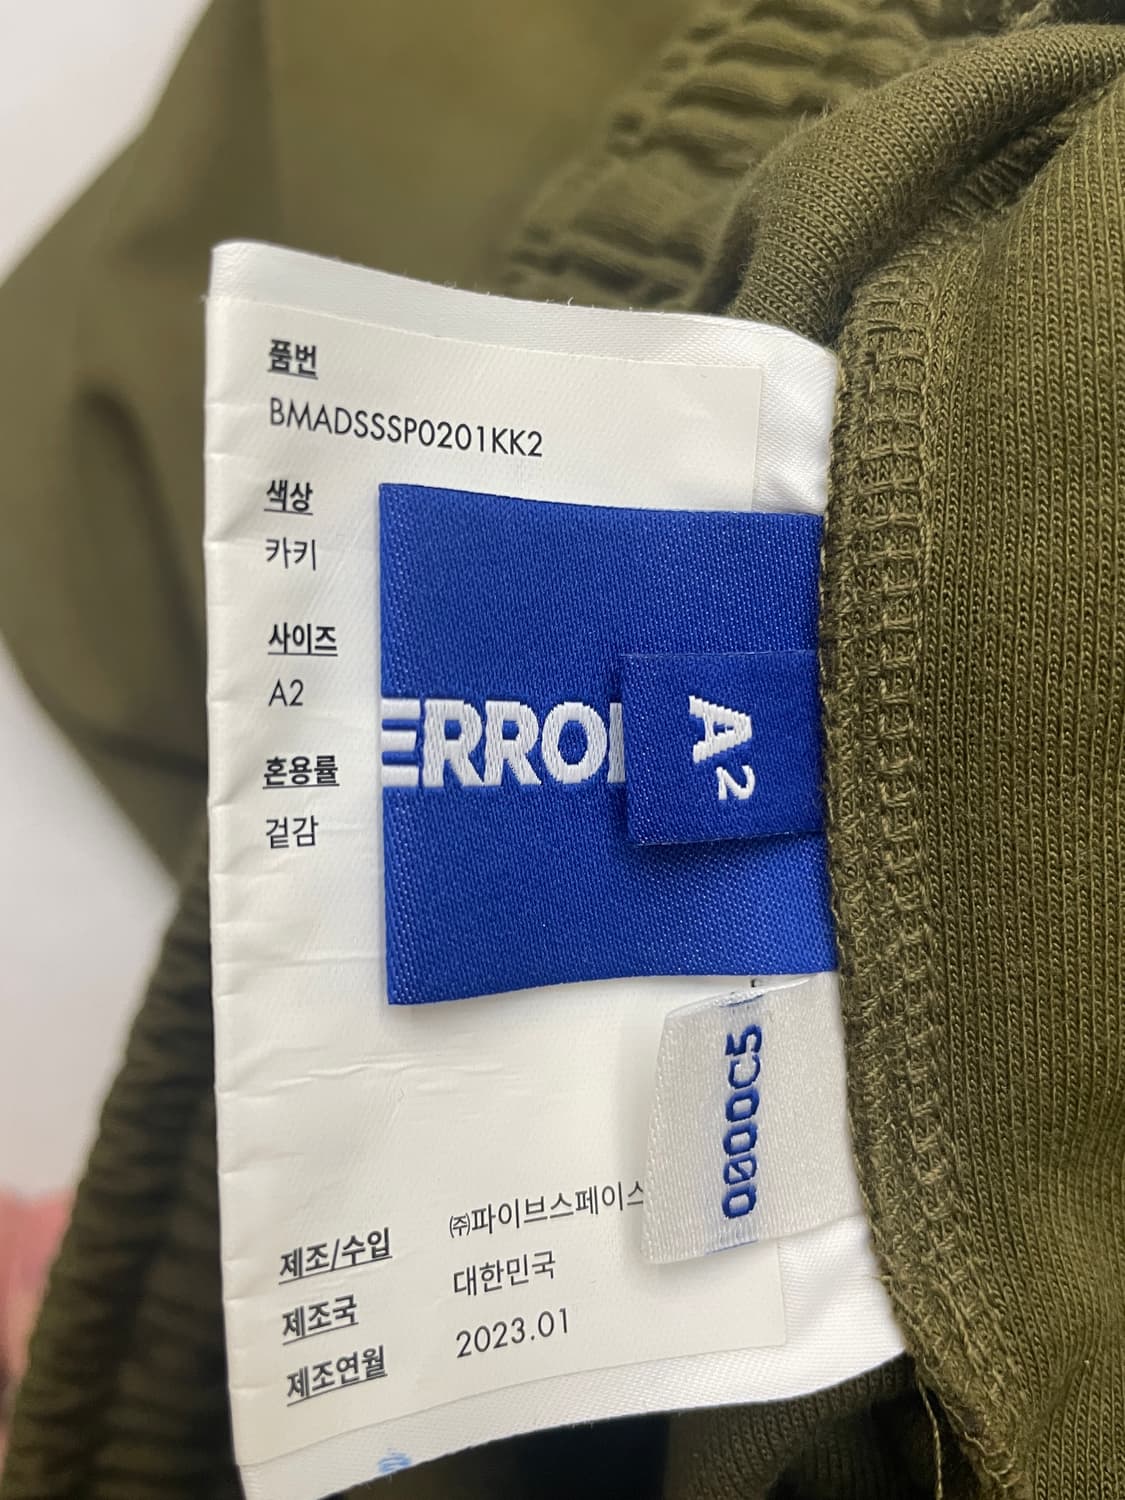 품번
BMADSSSP0201KK2
색상
카키
사이즈
A2
혼용률
겉감
ERROR
A2
000C5
제조/수입 ㈜파이브스페이스
제조국 대한민국
제조연월 2023.01